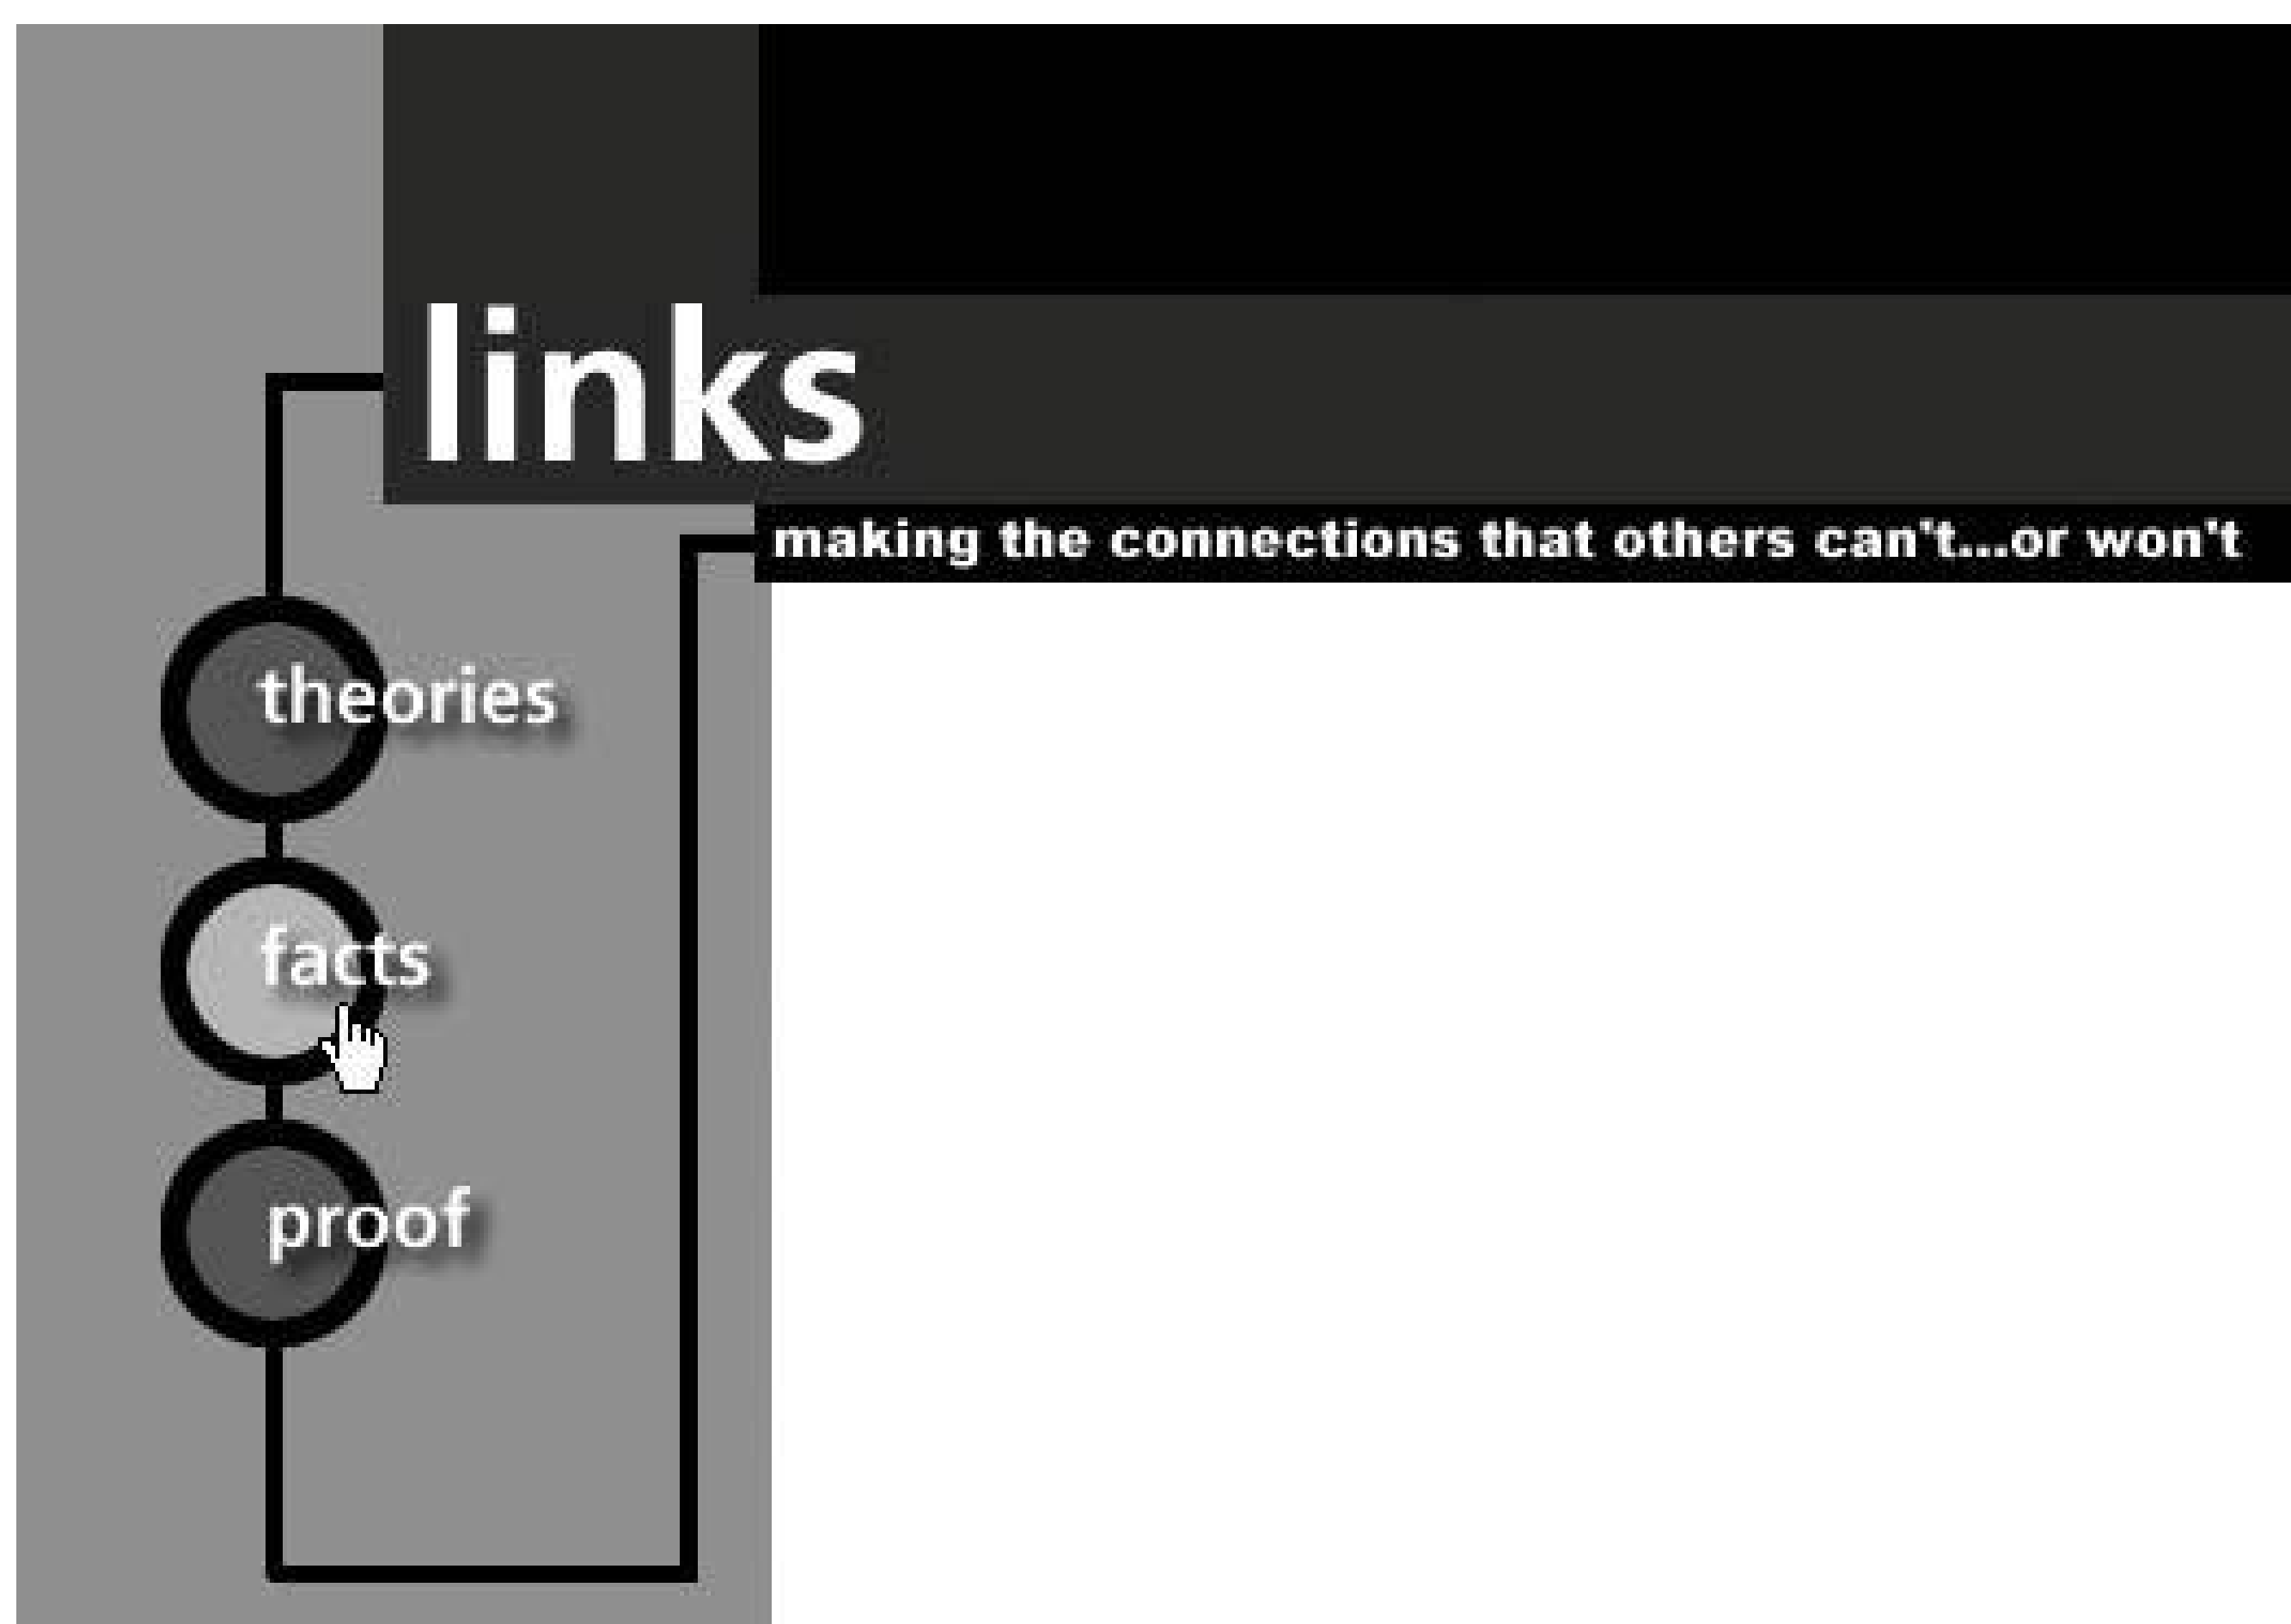 links
making the connections that others can't...or won't
theories
facts
proof